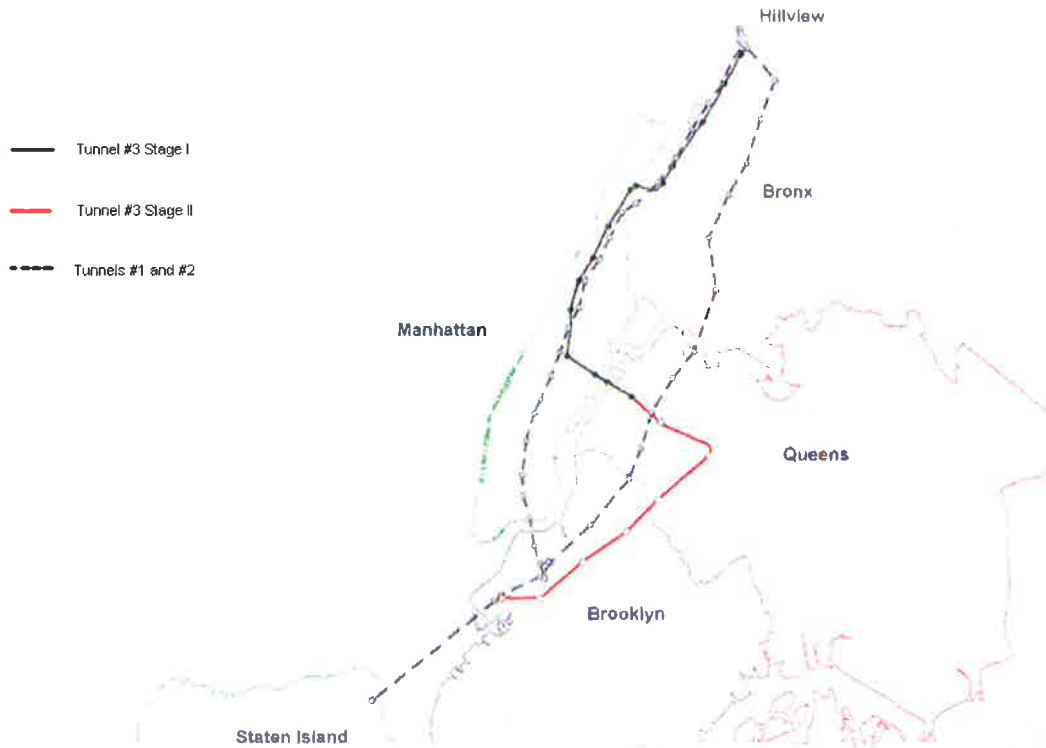 Hillview
Tunnel #3 Stage I
Tunnel #3 Stage II
Tunnels #1 and #2
Bronx
Manhattan
Queens
Brooklyn
Staten Island